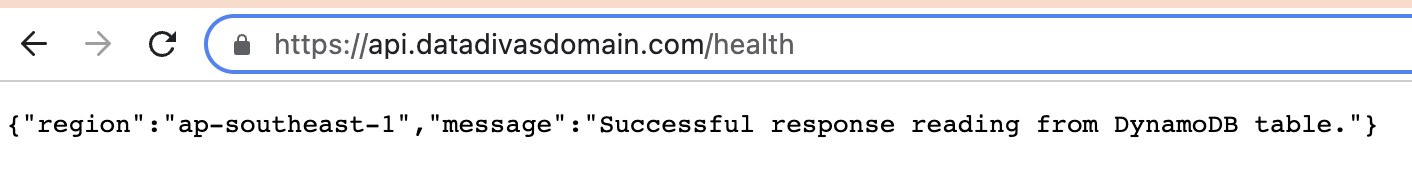 https://api.datadivasdomain.com/health
{"region":"ap-southeast-1","message":"Successful response reading from DynamoDB table."}